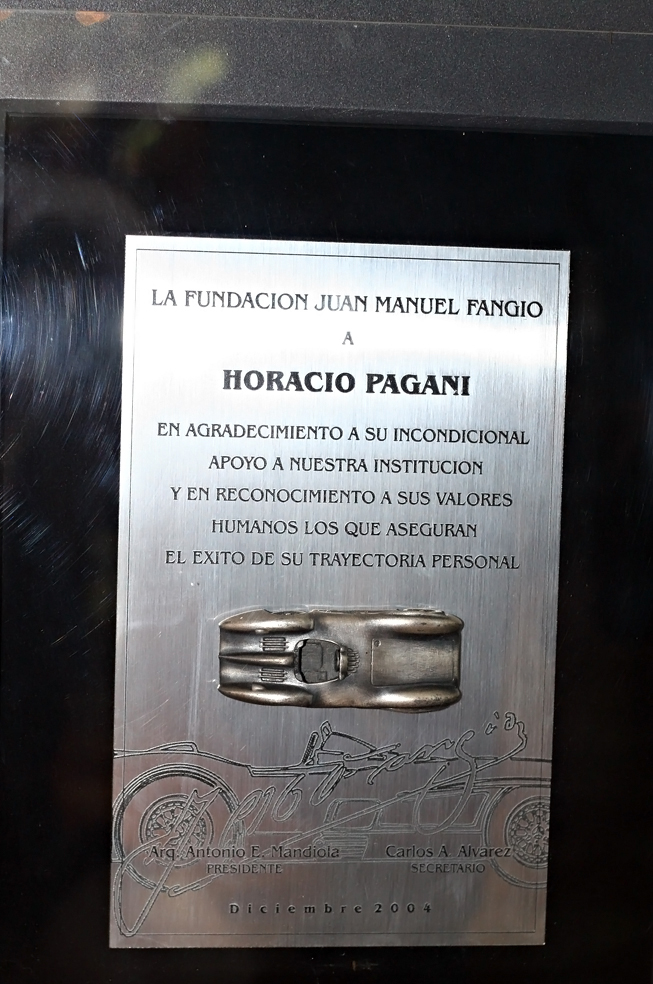 LA FUNDACION JUAN MANUEL FANGIO
A
HORACIO PAGANI
EN AGRADECIMIENTO A SU INCONDICIONAL
APOYO A NUESTRA INSTITUCION
Y EN RECONOCIMIENTO A SUS VALORES
HUMANOS LOS QUE ASEGURAN
EL EXITO DE SU TRAYECTORIA PERSONAL
Arq. Antonio E. Mandiola Carlos A. Alvarez
PRESIDENTE SECRETARIO
Diciembre 2004